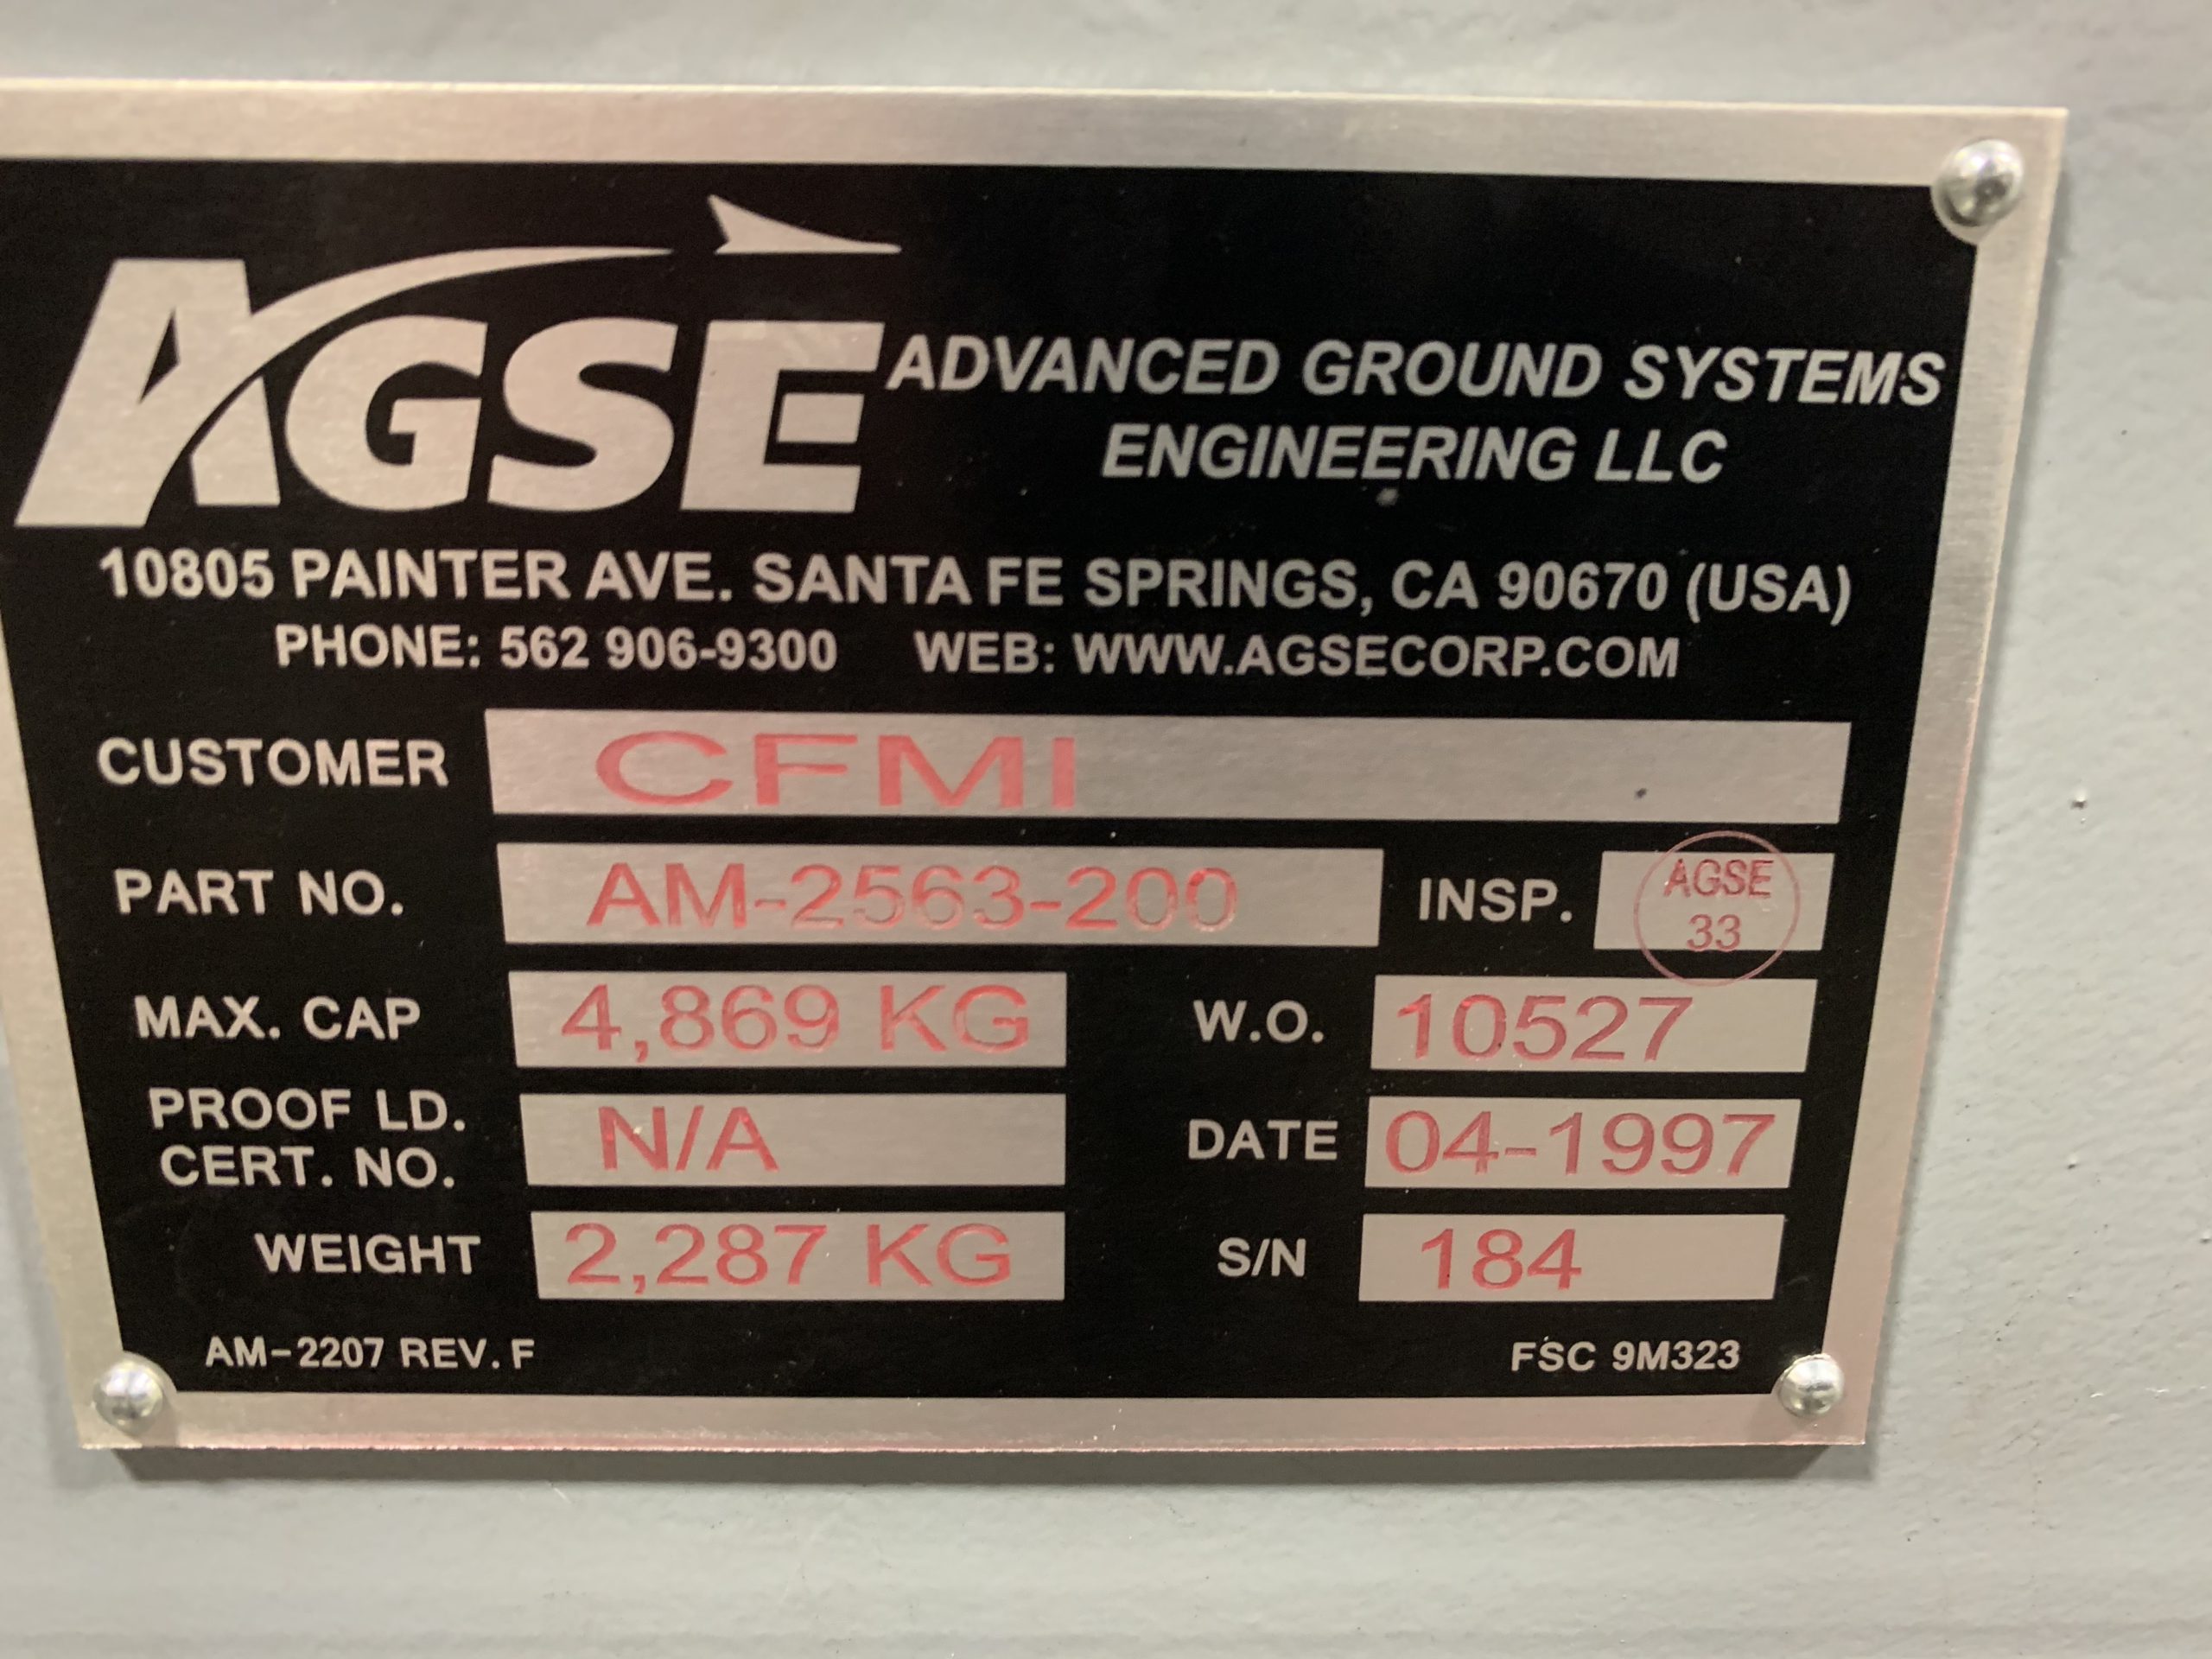 AGSE ADVANCED GROUND SYSTEMS
ENGINEERING LLC
10805 PAINTER AVE. SANTA FE SPRINGS, CA 90670 (USA)
PHONE: 562 906-9300 WEB: WWW.AGSECORP.COM
CUSTOMER CFMI
PART NO. AM-2563-200 INSP. AGSE 33
MAX. CAP 4,869 KG W.O. 10527
PROOF LD.
CERT. NO. N/A DATE 04-1997
WEIGHT 2,287 KG S/N 184
AM-2207 REV. F FSC 9M323